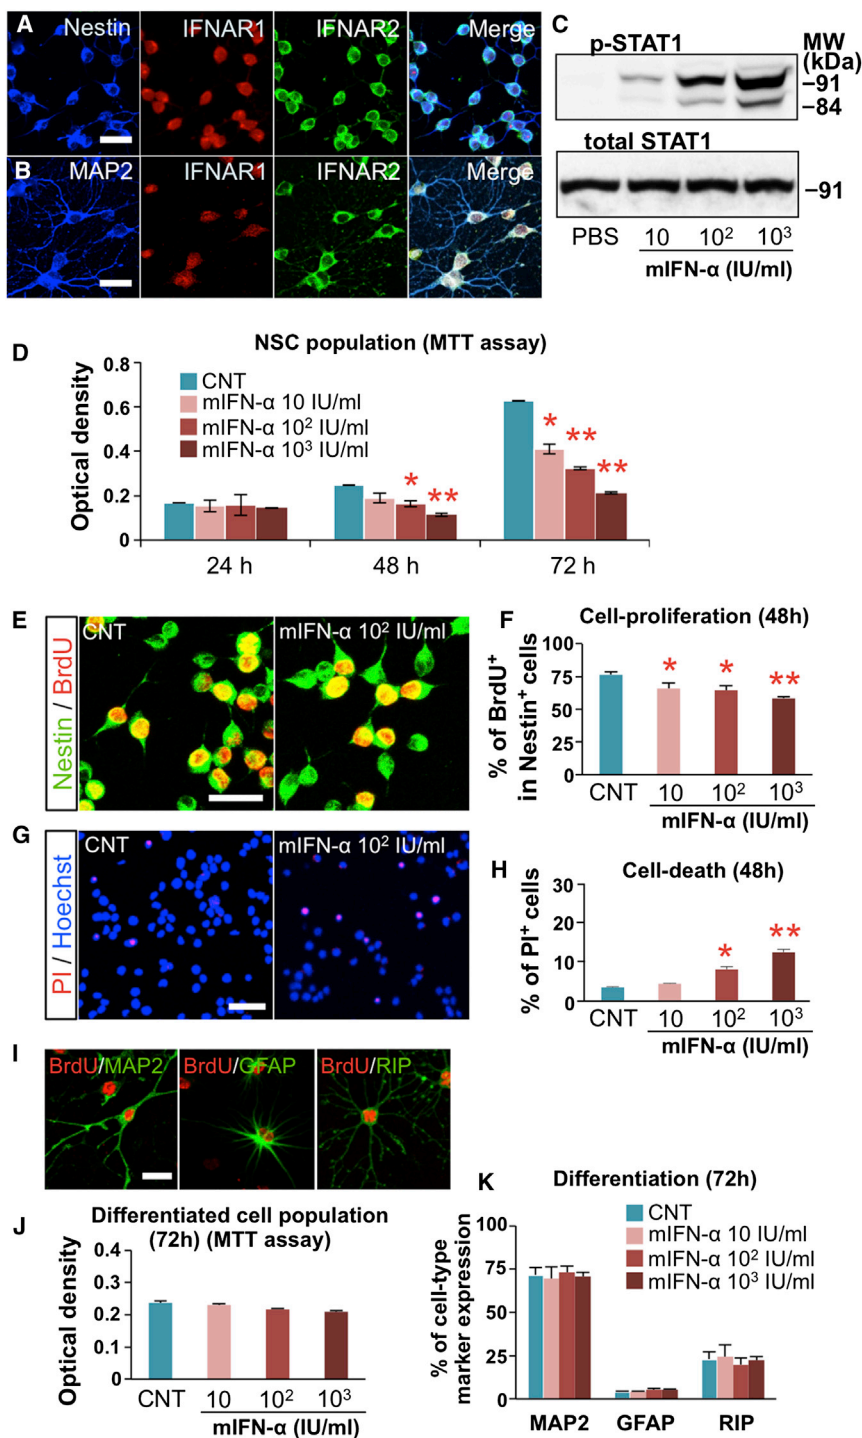 A
Nestin
IFNAR1
IFNAR2
Merge
B
MAP2
IFNAR1
IFNAR2
Merge
C
p-STAT1
MW
(kDa)
–91
–84
total STAT1
–91
PBS
10
10²
10³
mIFN-α (IU/ml)
D
NSC population (MTT assay)
Optical density
0.8
0.6
0.4
0.2
0
CNT
mIFN-α 10 IU/ml
mIFN-α 10² IU/ml
mIFN-α 10³ IU/ml
*
**
*
**
**
24 h
48 h
72 h
E
Nestin / BrdU
CNT
mIFN-α 10² IU/ml
F
Cell-proliferation (48h)
% of BrdU⁺
in Nestin⁺ cells
100
75
50
25
0
*
*
**
CNT
10
10²
10³
mIFN-α (IU/ml)
G
PI / Hoechst
CNT
mIFN-α 10² IU/ml
H
Cell-death (48h)
% of PI⁺ cells
30
20
10
0
*
**
CNT
10
10²
10³
mIFN-α (IU/ml)
I
BrdU/MAP2
BrdU/GFAP
BrdU/RIP
J
Differentiated cell population
(72h) (MTT assay)
Optical density
0.4
0.3
0.2
0.1
0
CNT
10
10²
10³
mIFN-α (IU/ml)
K
Differentiation (72h)
% of cell-type
marker expression
100
75
50
25
0
CNT
mIFN-α 10 IU/ml
mIFN-α 10² IU/ml
mIFN-α 10³ IU/ml
MAP2
GFAP
RIP